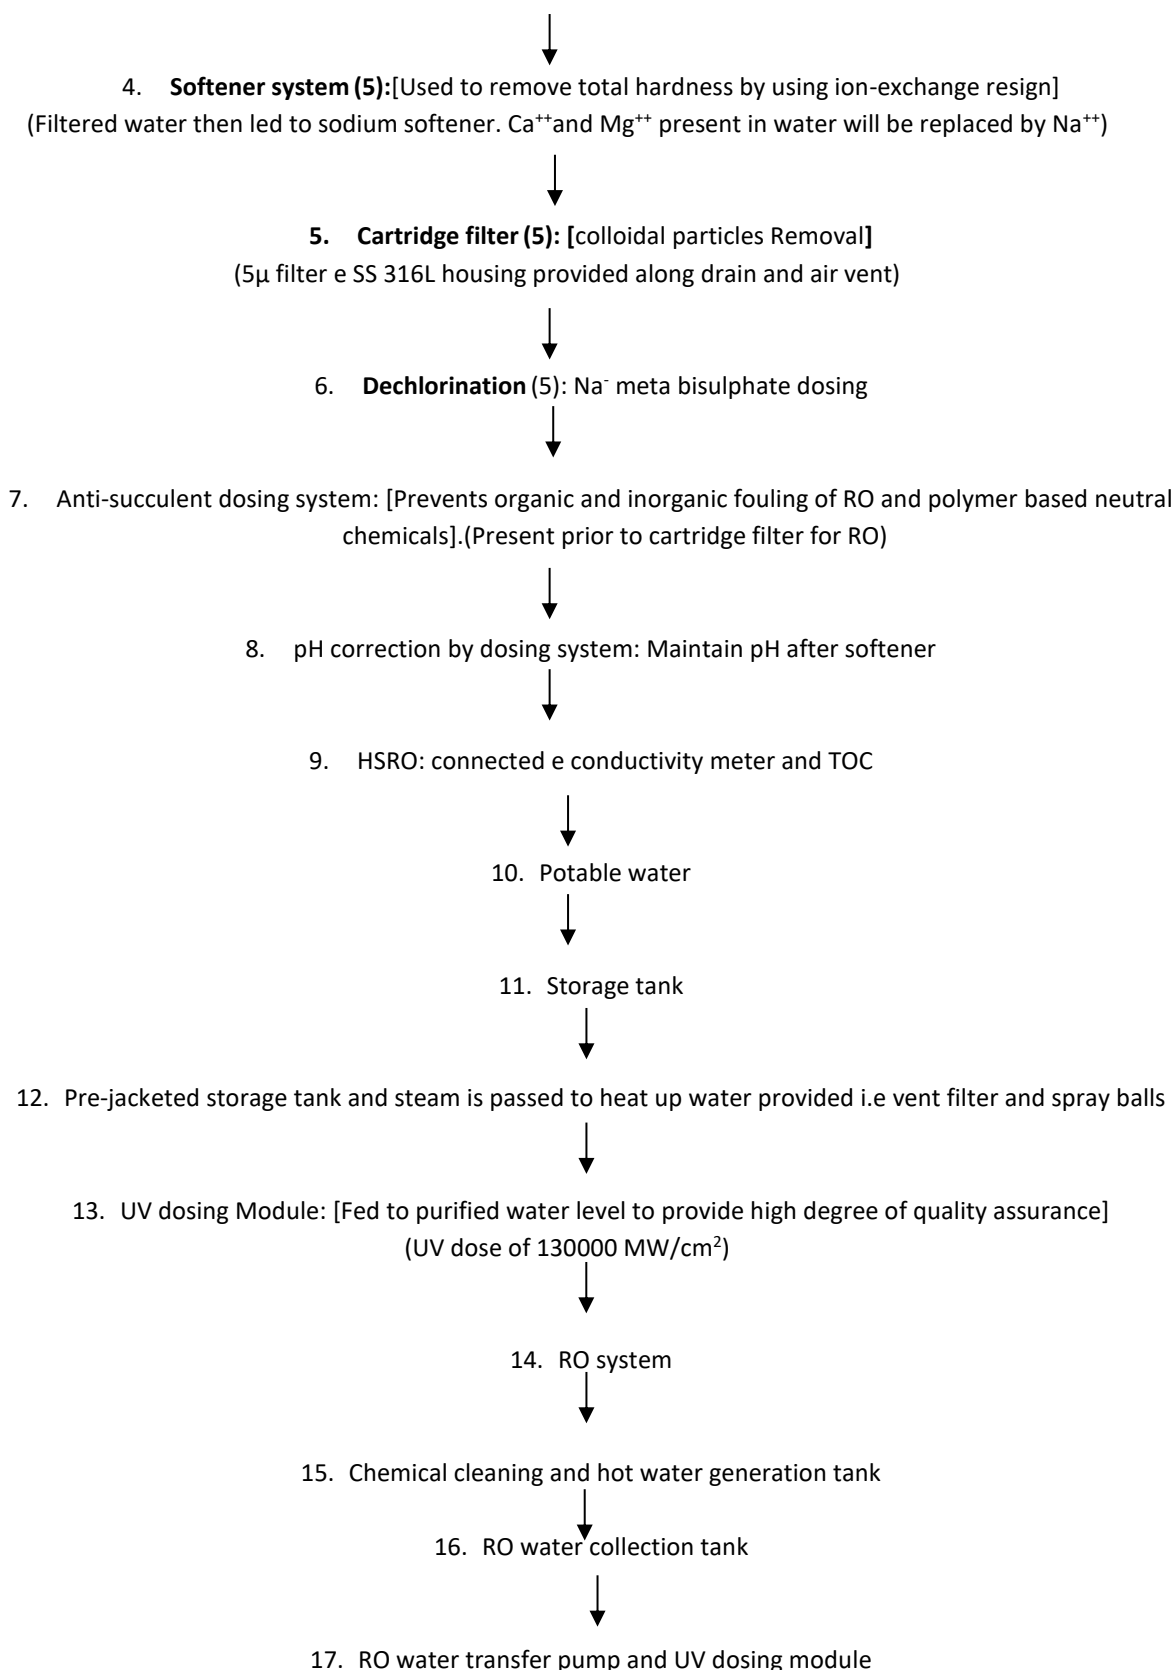 4. Softener system (5):[Used to remove total hardness by using ion-exchange resign]
(Filtered water then led to sodium softener. Ca⁺⁺and Mg⁺⁺ present in water will be replaced by Na⁺⁺)
5. Cartridge filter (5): [colloidal particles Removal]
(5µ filter e SS 316L housing provided along drain and air vent)
6. Dechlorination (5): Na⁻ meta bisulphate dosing
7. Anti-succulent dosing system: [Prevents organic and inorganic fouling of RO and polymer based neutral
chemicals].(Present prior to cartridge filter for RO)
8. pH correction by dosing system: Maintain pH after softener
9. HSRO: connected e conductivity meter and TOC
10. Potable water
11. Storage tank
12. Pre-jacketed storage tank and steam is passed to heat up water provided i.e vent filter and spray balls
13. UV dosing Module: [Fed to purified water level to provide high degree of quality assurance]
(UV dose of 130000 MW/cm²)
14. RO system
15. Chemical cleaning and hot water generation tank
16. RO water collection tank
17. RO water transfer pump and UV dosing module